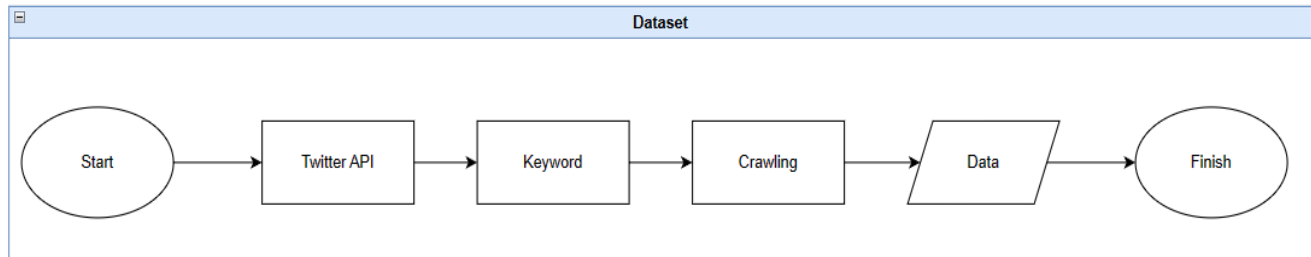 Dataset
Start
Twitter API
Keyword
Crawling
Data
Finish